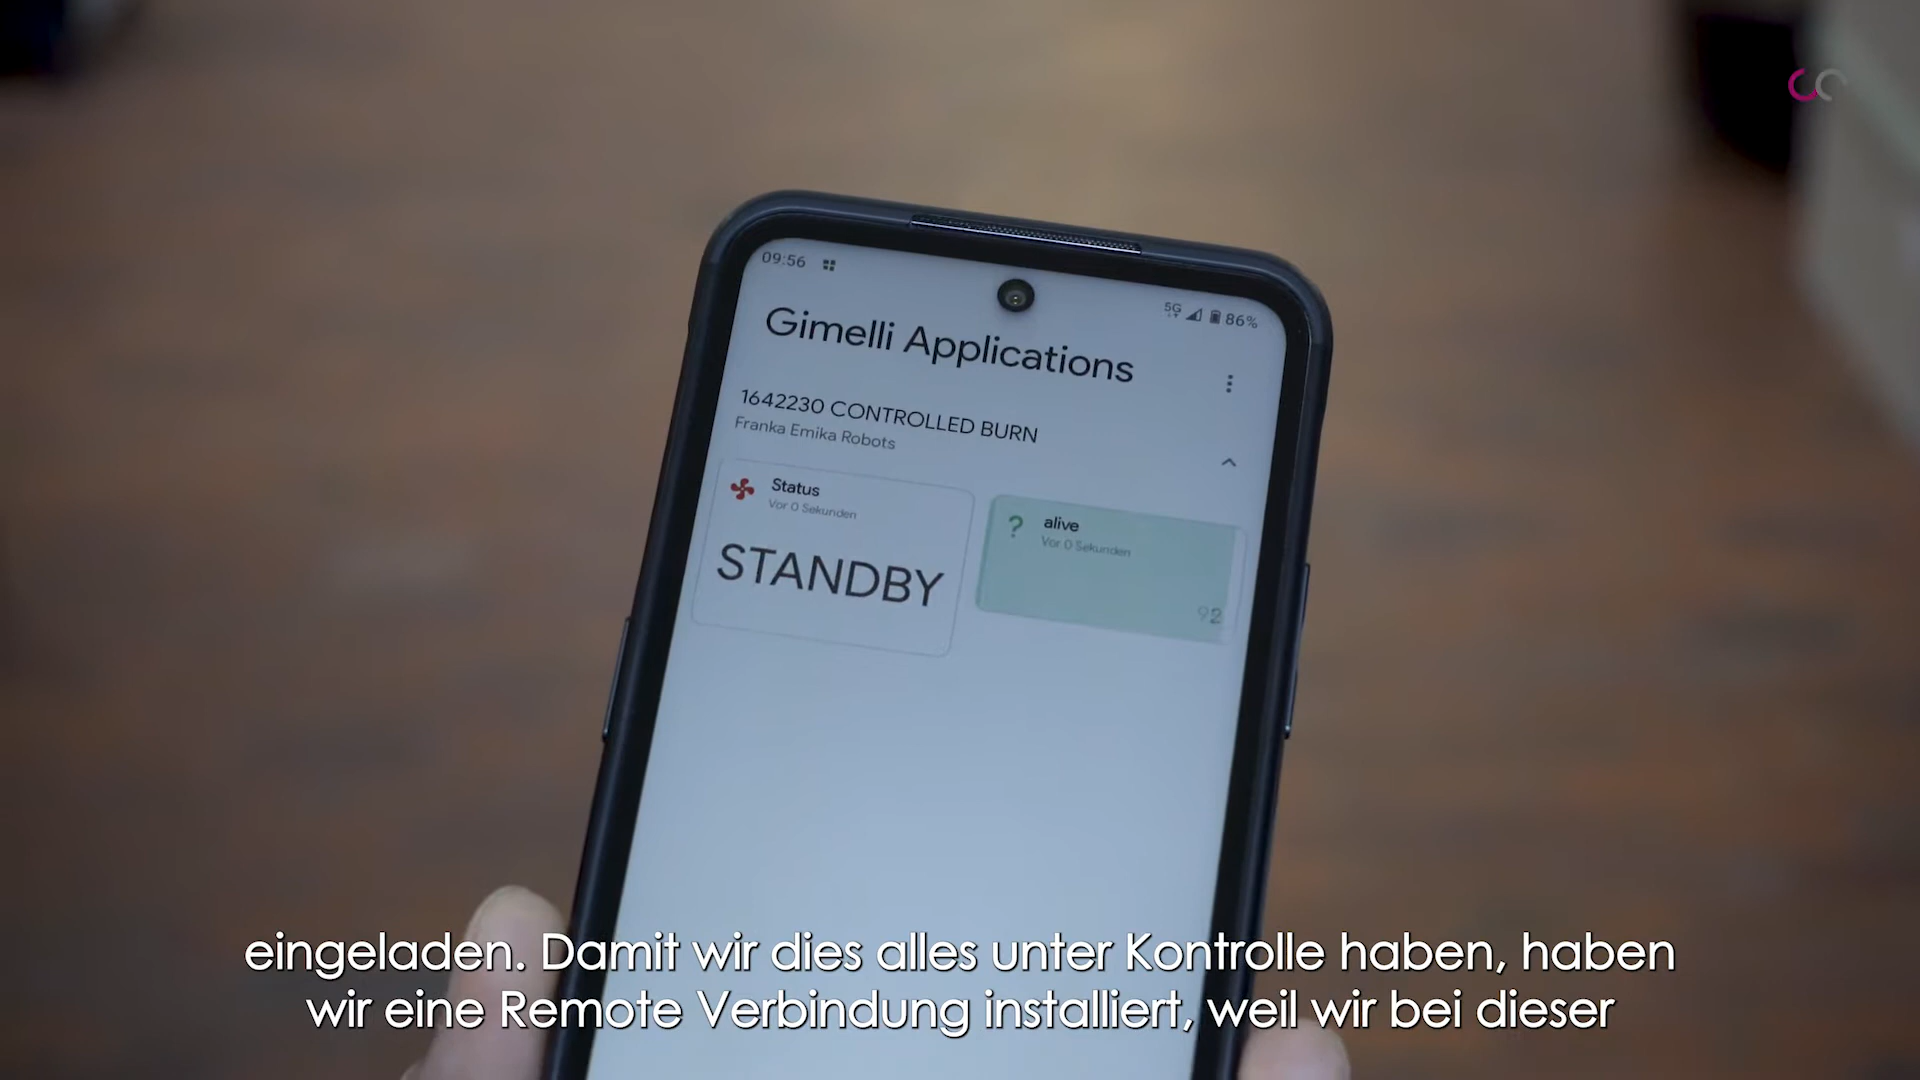 09:56
5G 86%
Gimelli Applications
1642230 CONTROLLED BURN
Franka Emika Robots
Status
Vor 0 Sekunden
STANDBY
? alive
Vor 0 Sekunden
92
eingeladen. Damit wir dies alles unter Kontrolle haben, haben
wir eine Remote Verbindung installiert, weil wir bei dieser